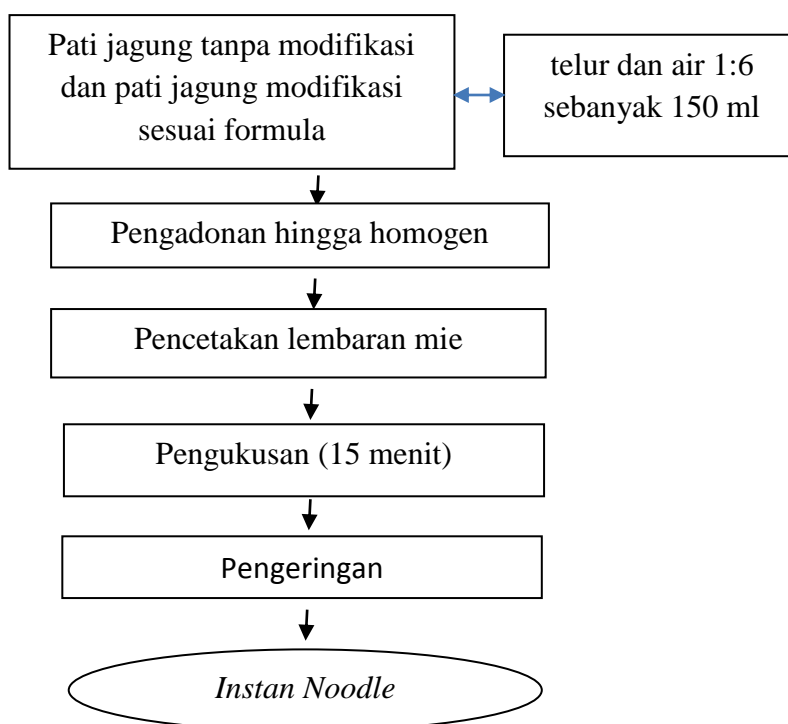 Pati jagung tanpa modifikasi
dan pati jagung modifikasi
sesuai formula
telur dan air 1:6
sebanyak 150 ml
Pengadonan hingga homogen
Pencetakan lembaran mie
Pengukusan (15 menit)
Pengeringan
Instan Noodle